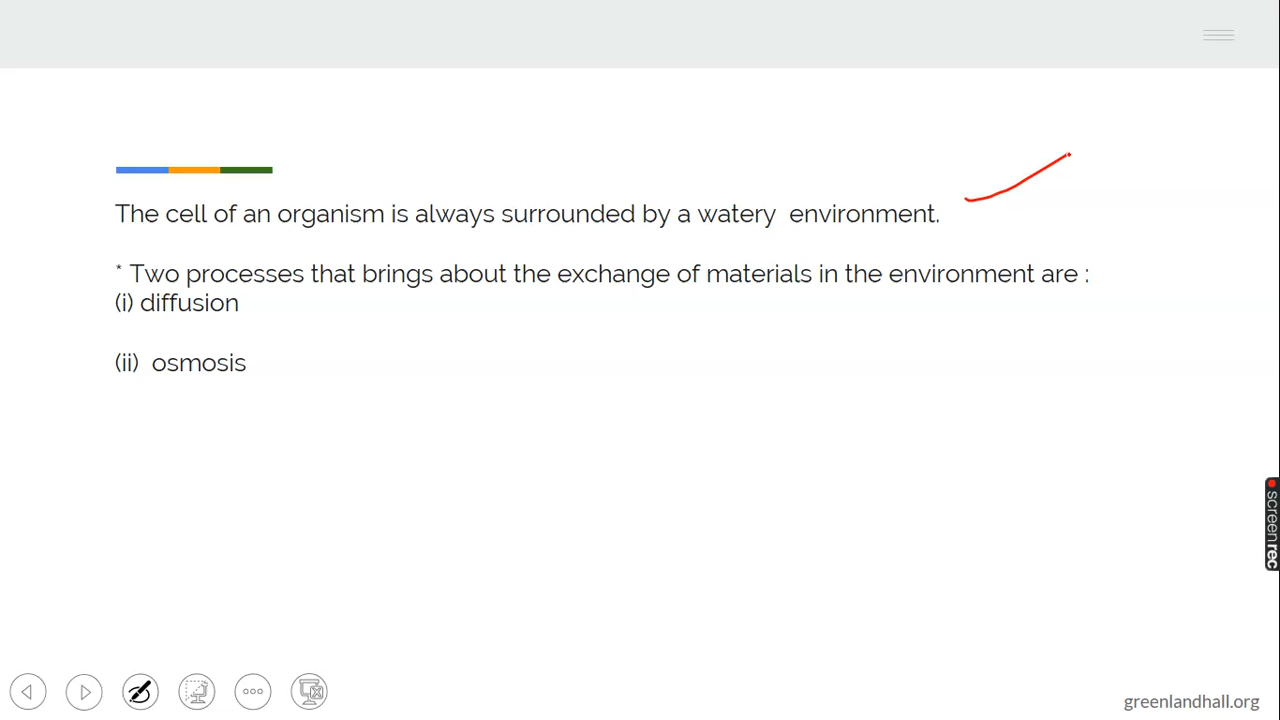 The cell of an organism is always surrounded by a watery  environment.
* Two processes that brings about the exchange of materials in the environment are :
(i) diffusion
(ii)  osmosis
screenrec
greenlandhall.org